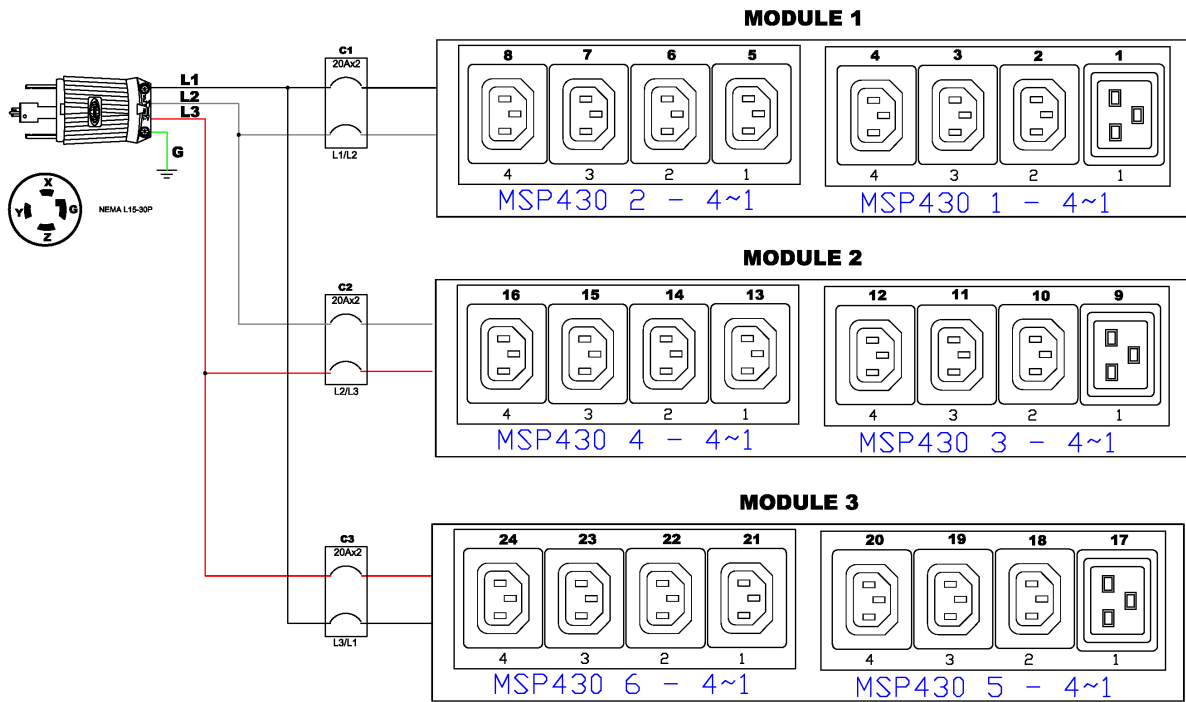 MODULE 1
C1
20Ax2
L1/L2
8 7 6 5 4 3 2 1
4 3 2 1 4 3 2 1
MSP430 2 - 4~1 MSP430 1 - 4~1
L1
L2
L3
G
X
Y G
Z
NEMA L15-30P
MODULE 2
C2
20Ax2
L2/L3
16 15 14 13 12 11 10 9
4 3 2 1 4 3 2 1
MSP430 4 - 4~1 MSP430 3 - 4~1
MODULE 3
C3
20Ax2
L3/L1
24 23 22 21 20 19 18 17
4 3 2 1 4 3 2 1
MSP430 6 - 4~1 MSP430 5 - 4~1